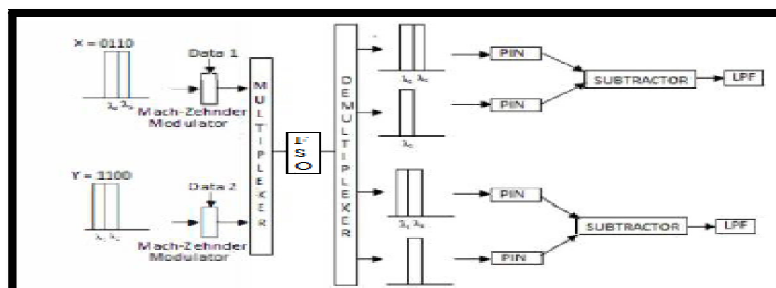 X = 0110
Data 1
Mach-Zehnder
Modulator
Y = 1100
Data 2
Mach-Zehnder
Modulator
MULTIPLEXER
FSO
DEMULTIPLEXER
PIN
PIN
SUBTRACTOR
LPF
PIN
PIN
SUBTRACTOR
LPF